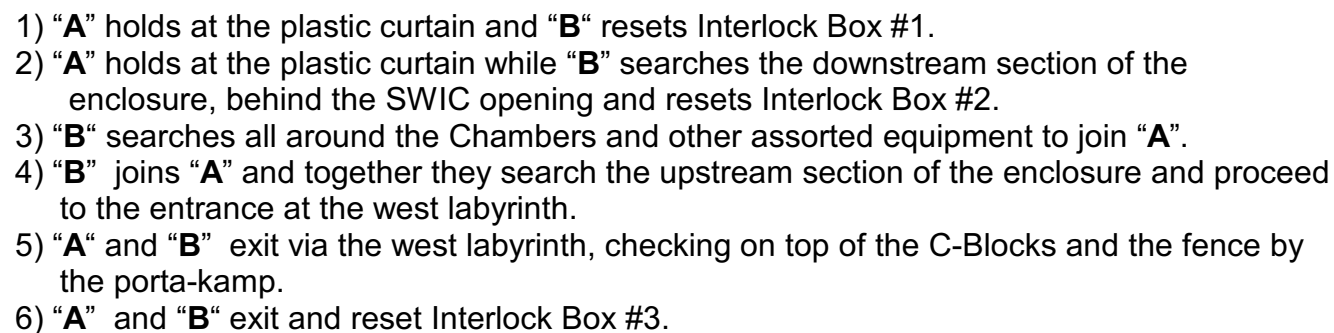 1) “A” holds at the plastic curtain and “B“ resets Interlock Box #1.
2) “A” holds at the plastic curtain while “B” searches the downstream section of the
enclosure, behind the SWIC opening and resets Interlock Box #2.
3) “B“ searches all around the Chambers and other assorted equipment to join “A”.
4) “B”  joins “A” and together they search the upstream section of the enclosure and proceed
to the entrance at the west labyrinth.
5) “A“ and “B”  exit via the west labyrinth, checking on top of the C-Blocks and the fence by
the porta-kamp.
6) “A”  and “B“ exit and reset Interlock Box #3.